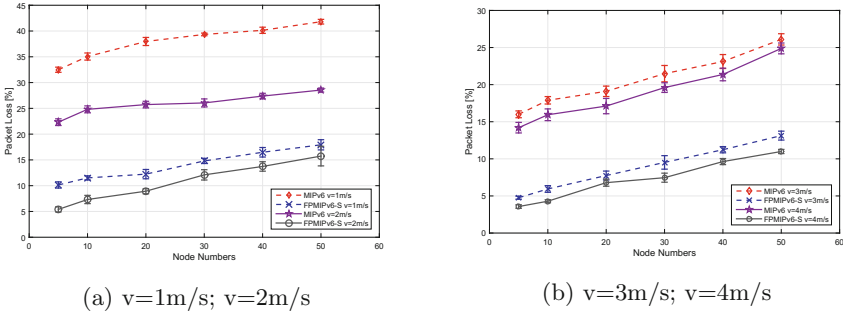 45
40
35
30
25
20
15
10
5
0
0 10 20 30 40 50 60
Packet Loss [%]
Node Numbers
MIPv6 v=1m/s
FPMIPv6-S v=1m/s
MIPv6 v=2m/s
FPMIPv6-S v=2m/s
(a) v=1m/s; v=2m/s
30
25
20
15
10
5
0
0 10 20 30 40 50 60
Packet Loss [%]
Node Numbers
MIPv6 v=3m/s
FPMIPv6-S v=3m/s
MIPv6 v=4m/s
FPMIPv6-S v=4m/s
(b) v=3m/s; v=4m/s